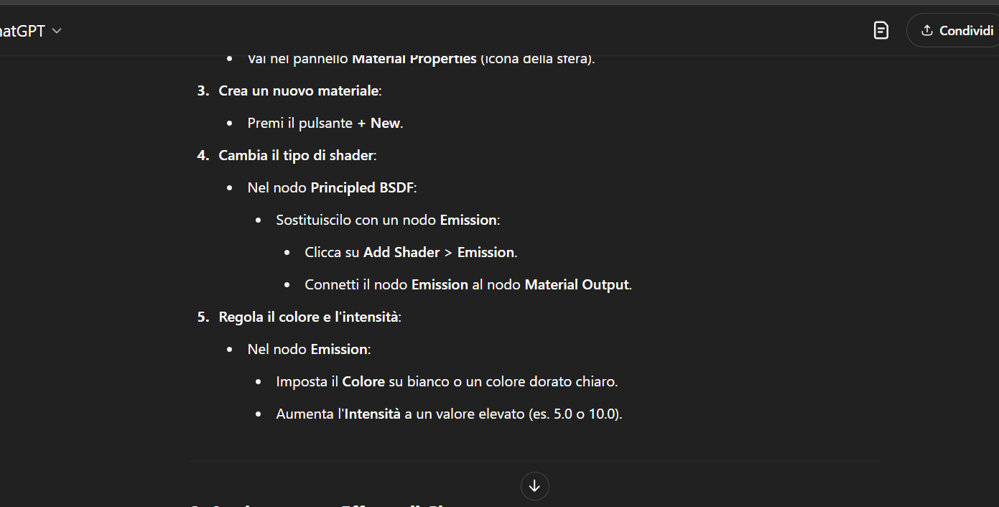 hatGPT
Condividi
Vai nel pannello Material Properties (icona della sfera).
3. Crea un nuovo materiale:
Premi il pulsante + New.
4. Cambia il tipo di shader:
Nel nodo Principled BSDF:
Sostituiscilo con un nodo Emission:
Clicca su Add Shader > Emission.
Connetti il nodo Emission al nodo Material Output.
5. Regola il colore e l'intensità:
Nel nodo Emission:
Imposta il Colore su bianco o un colore dorato chiaro.
Aumenta l'Intensità a un valore elevato (es. 5.0 o 10.0).